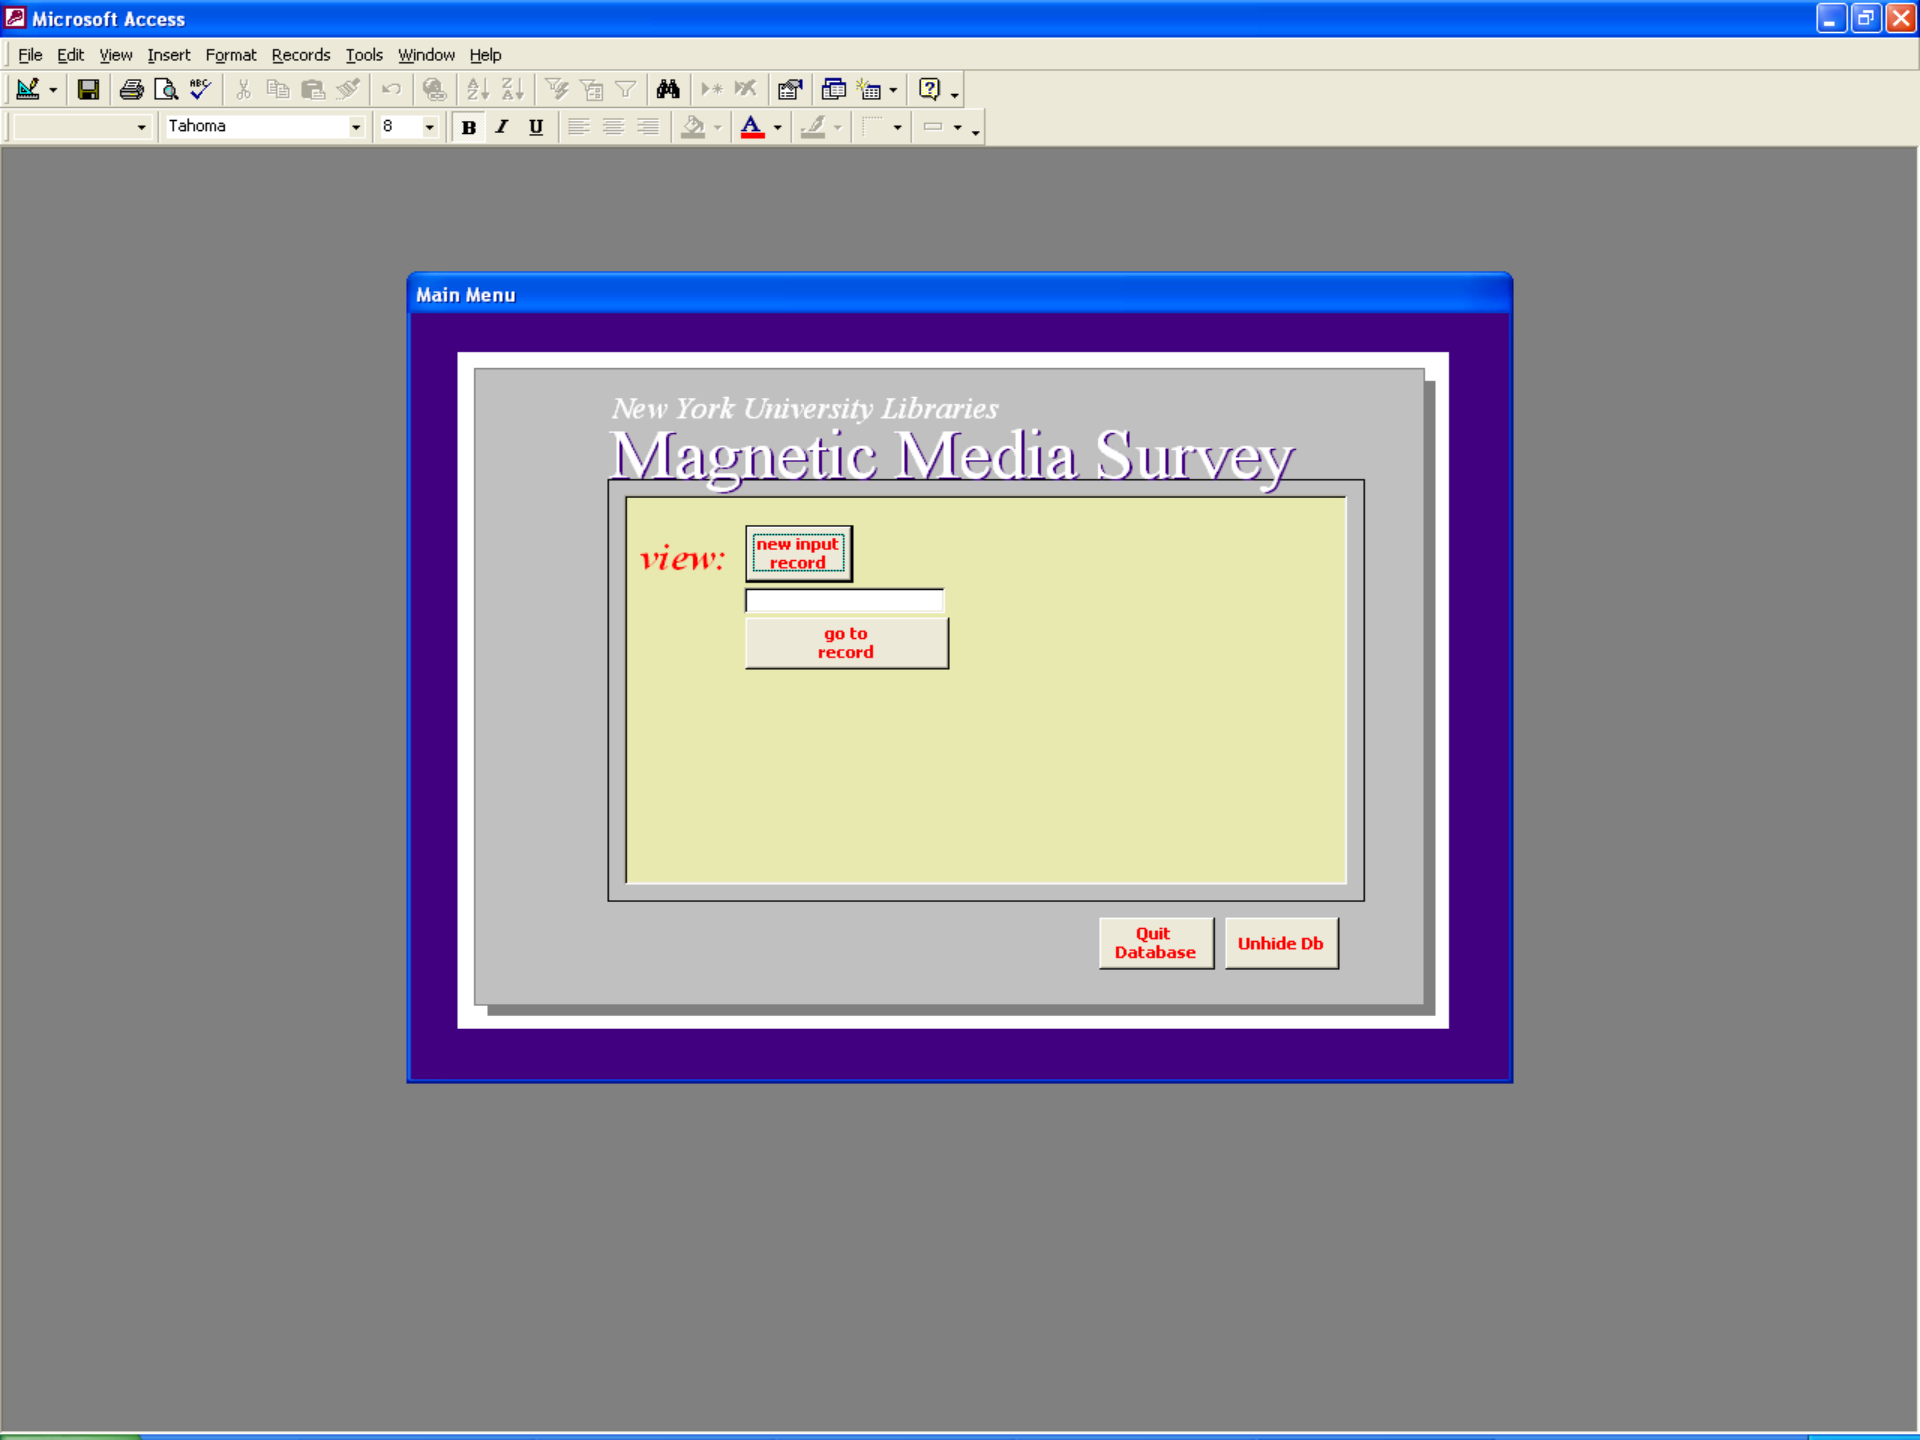 Microsoft Access
File Edit View Insert Format Records Tools Window Help
Tahoma 8 B I U A
Main Menu
New York University Libraries
Magnetic Media Survey
view:
new input
record
go to
record
Quit
Database
Unhide Db